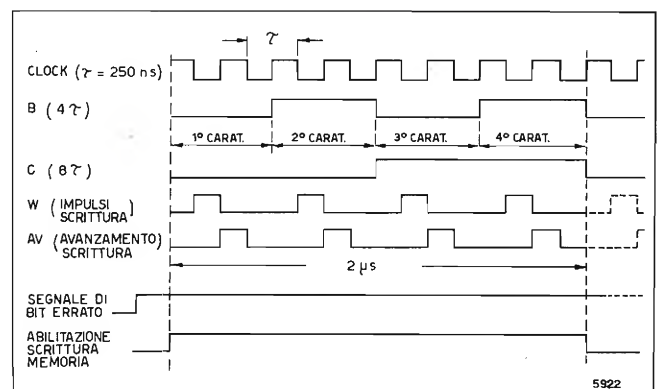 τ
CLOCK (τ = 250 ns)
B (4τ)
1° CARAT. 2° CARAT. 3° CARAT. 4° CARAT.
C (8τ)
W (IMPULSI SCRITTURA)
AV (AVANZAMENTO SCRITTURA)
2 µs
SEGNALE DI
BIT ERRATO
ABILITAZIONE
SCRITTURA
MEMORIA
5922